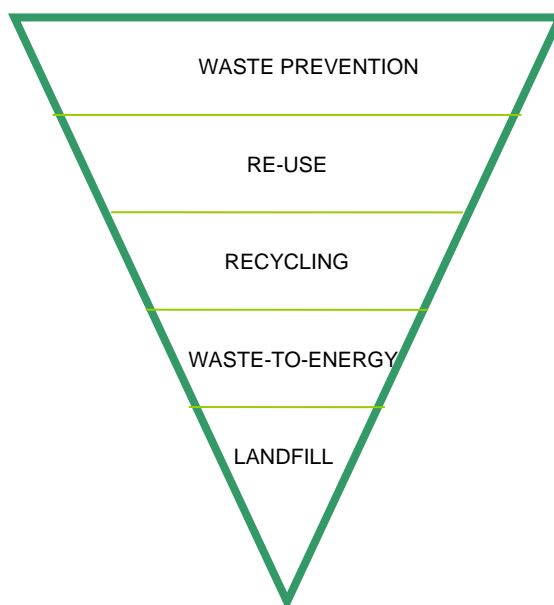 WASTE PREVENTION
RE-USE
RECYCLING
WASTE-TO-ENERGY
LANDFILL